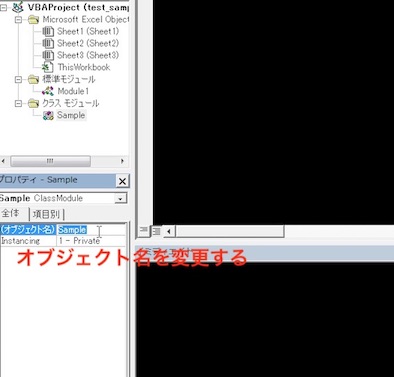 VBAProject (test_samp
Microsoft Excel Object
Sheet1 (Sheet1)
Sheet2 (Sheet2)
Sheet3 (Sheet3)
ThisWorkbook
標準モジュール
Module1
クラス モジュール
Sample
プロパティ - Sample
Sample ClassModule
全体 項目別
(オブジェクト名) Sample
Instancing 1 - Private
オブジェクト名を変更する